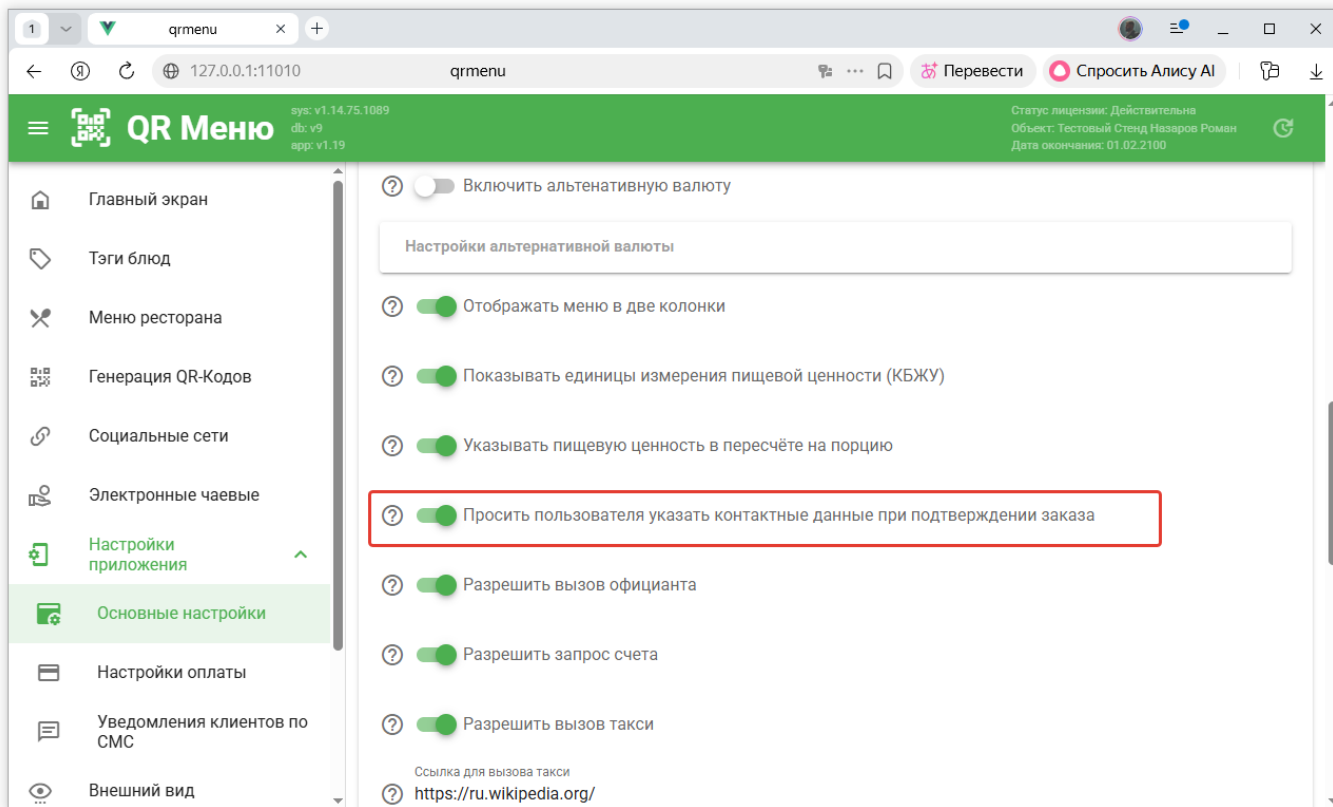 1
qrmenu
127.0.0.1:11010
qrmenu
Перевести
Спросить Алису AI
QR Меню
sys: v1.14.75.1089
db: v9
app: v1.19
Статус лицензии: Действительна
Объект: Тестовый Стенд Назаров Роман
Дата окончания: 01.02.2100
Главный экран
Тэги блюд
Меню ресторана
Генерация QR-Кодов
Социальные сети
Электронные чаевые
Настройки
приложения
Основные настройки
Настройки оплаты
Уведомления клиентов по
СМС
Внешний вид
Включить альтенативную валюту
Настройки альтернативной валюты
Отображать меню в две колонки
Показывать единицы измерения пищевой ценности (КБЖУ)
Указывать пищевую ценность в пересчёте на порцию
Просить пользователя указать контактные данные при подтверждении заказа
Разрешить вызов официанта
Разрешить запрос счета
Разрешить вызов такси
Ссылка для вызова такси
https://ru.wikipedia.org/